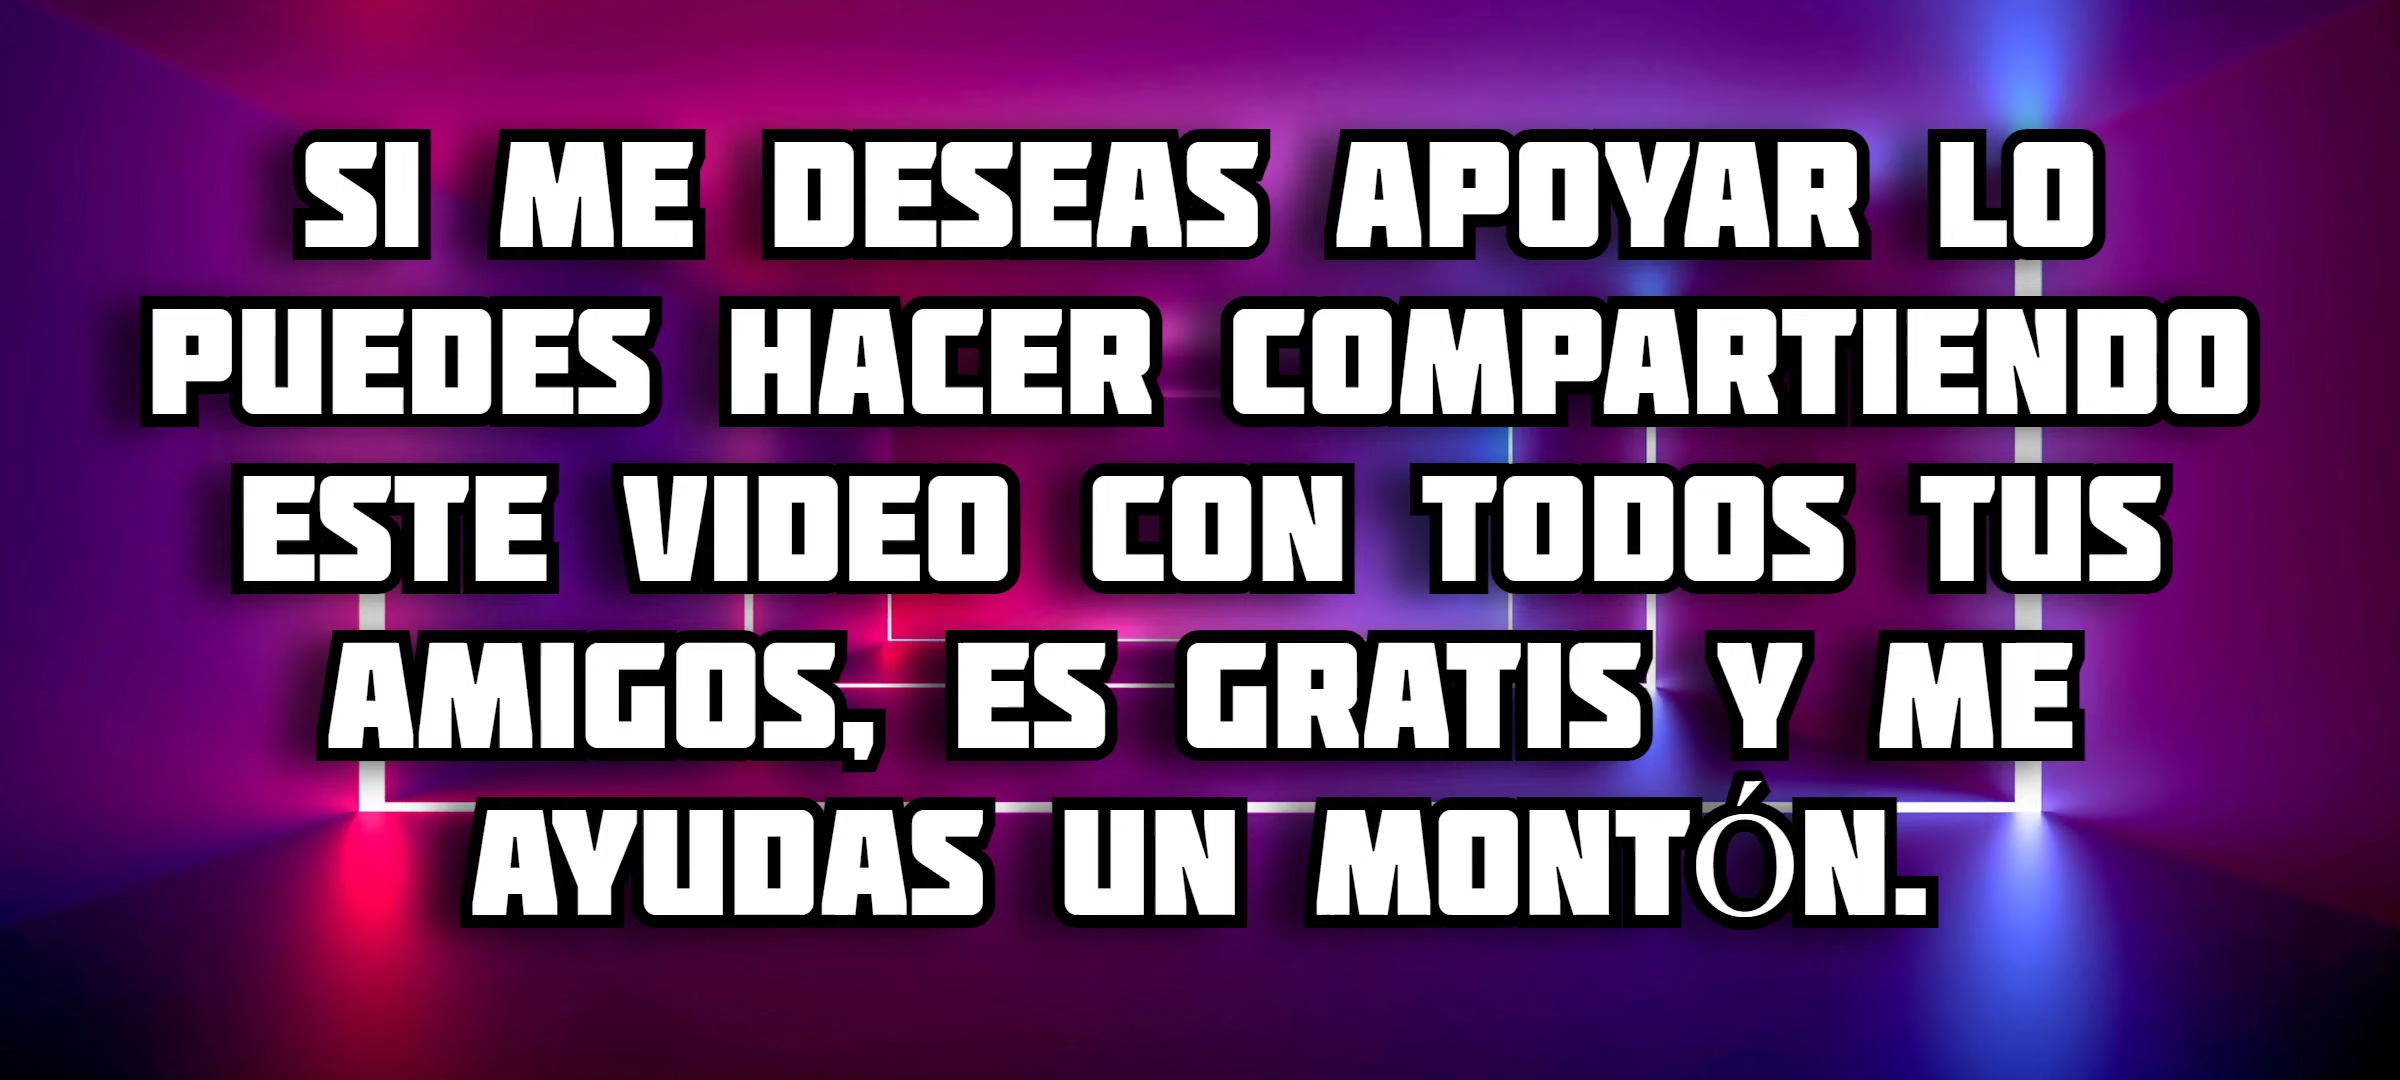 SI ME DESEAS APOYAR LO
PUEDES HACER COMPARTIENDO
ESTE VIDEO CON TODOS TUS
AMIGOS, ES GRATIS Y ME
AYUDAS UN MONTÓN.